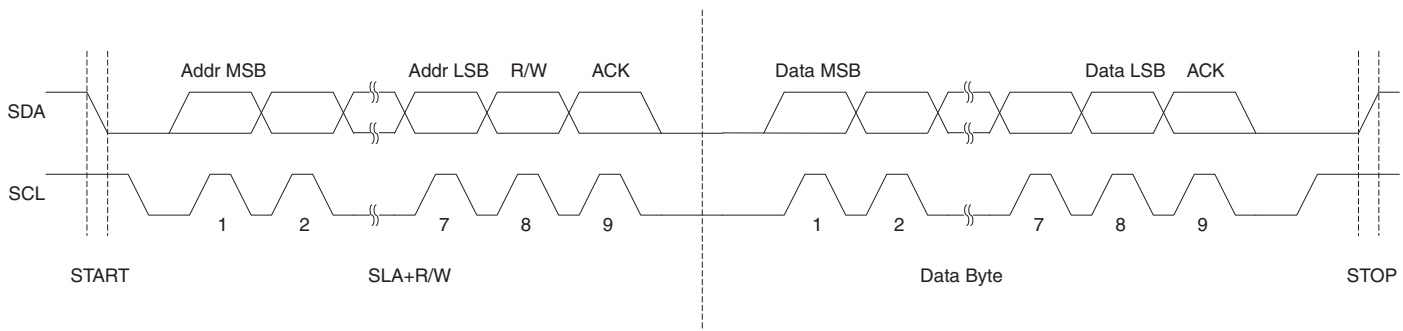 Addr MSB Addr LSB R/W ACK Data MSB Data LSB ACK
SDA
SCL
1 2 7 8 9 1 2 7 8 9
START SLA+R/W Data Byte STOP